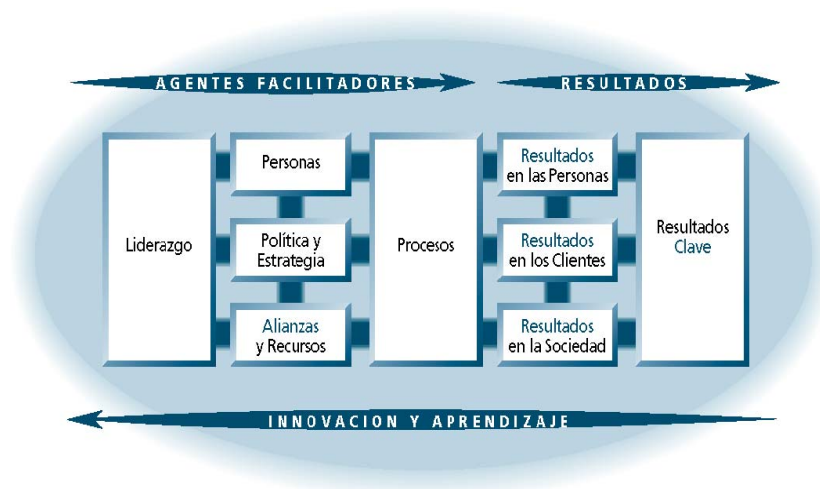 AGENTES FACILITADORES
RESULTADOS
Liderazgo
Personas
Política y
Estrategia
Alianzas
y Recursos
Procesos
Resultados
en las Personas
Resultados
en los Clientes
Resultados
en la Sociedad
Resultados
Clave
INNOVACION Y APRENDIZAJE